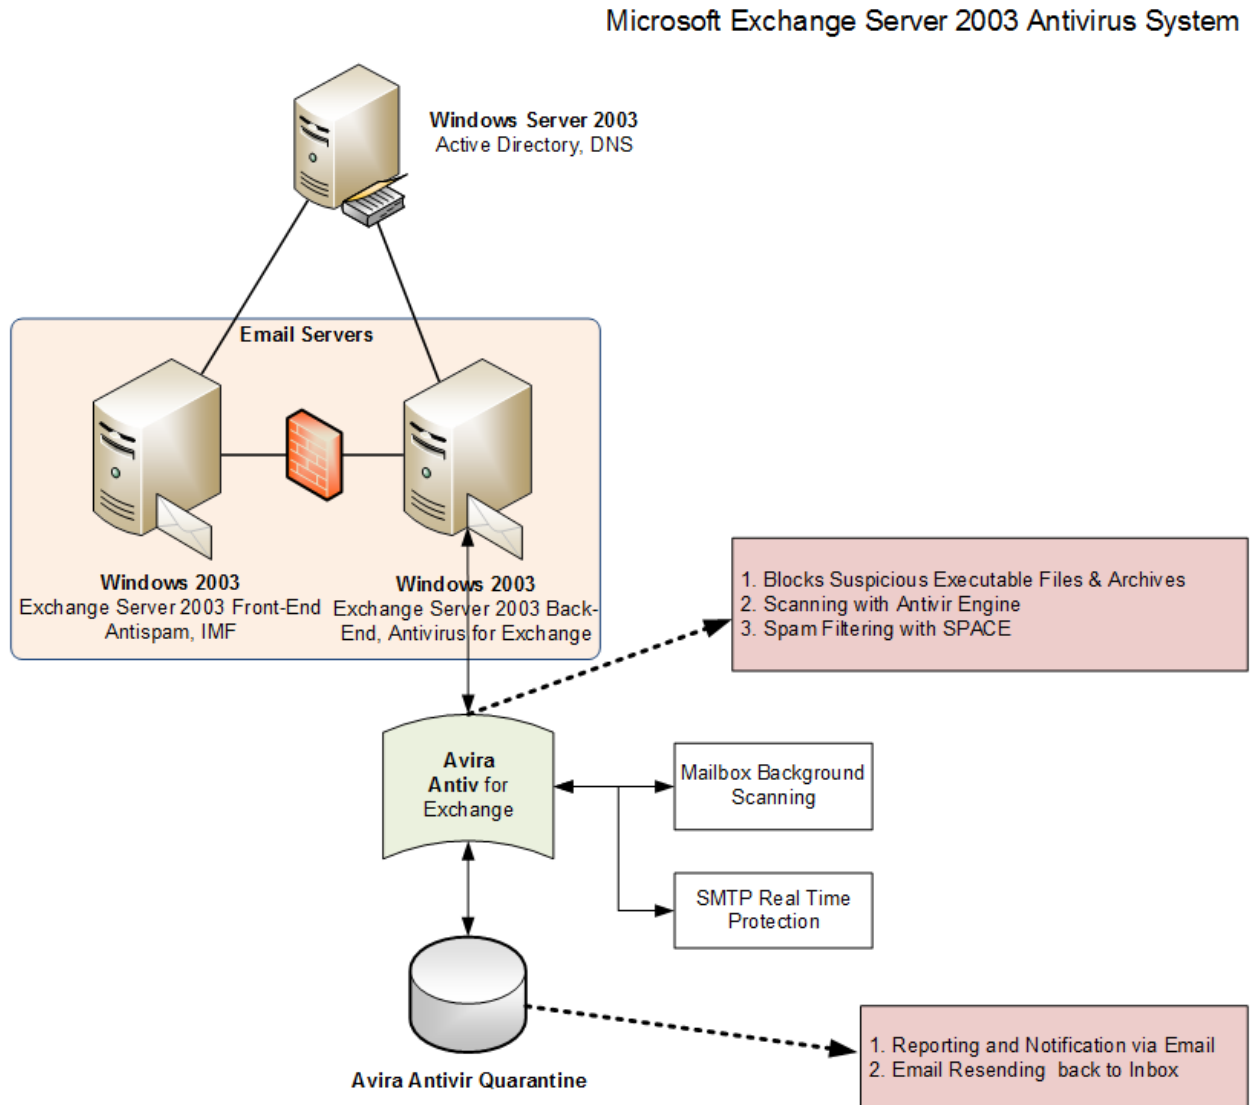 Microsoft Exchange Server 2003 Antivirus System
Windows Server 2003
Active Directory, DNS
Email Servers
Windows 2003
Exchange Server 2003 Front-End
Antispam, IMF
Windows 2003
Exchange Server 2003 Back-
End, Antivirus for Exchange
1. Blocks Suspicious Executable Files & Archives
2. Scanning with Antivir Engine
3. Spam Filtering with SPACE
Avira
Antiv for
Exchange
Mailbox Background
Scanning
SMTP Real Time
Protection
Avira Antivir Quarantine
1. Reporting and Notification via Email
2. Email Resending back to Inbox